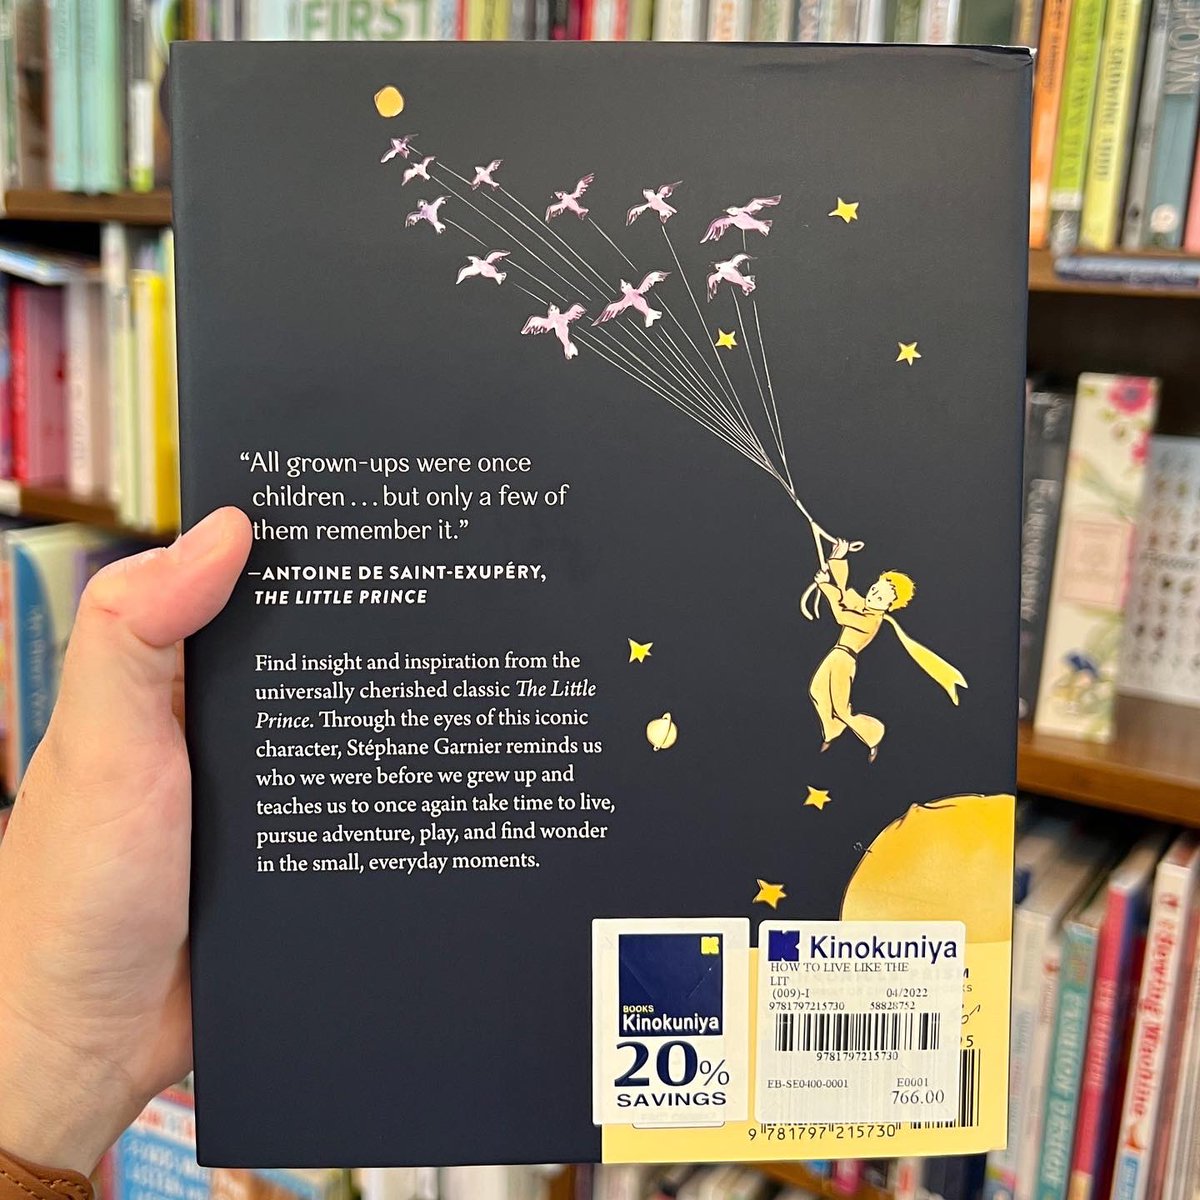 FIRST
“All grown-ups were once
children...but only a few of
them remember it.”
—ANTOINE DE SAINT-EXUPÉRY,
THE LITTLE PRINCE
Find insight and inspiration from the
universally cherished classic The Little
Prince. Through the eyes of this iconic
character, Stéphane Garnier reminds us
who we were before we grew up and
teaches us to once again take time to live,
pursue adventure, play, and find wonder
in the small, everyday moments.
BOOKS
Kinokuniya
20%
SAVINGS
Kinokuniya
HOW TO LIVE LIKE THE
LIT
(009)-I 04/2022
9781797215730 58828752
9781797215730
EB-SE0400-0001 E0001
766.00
9 781797 215730